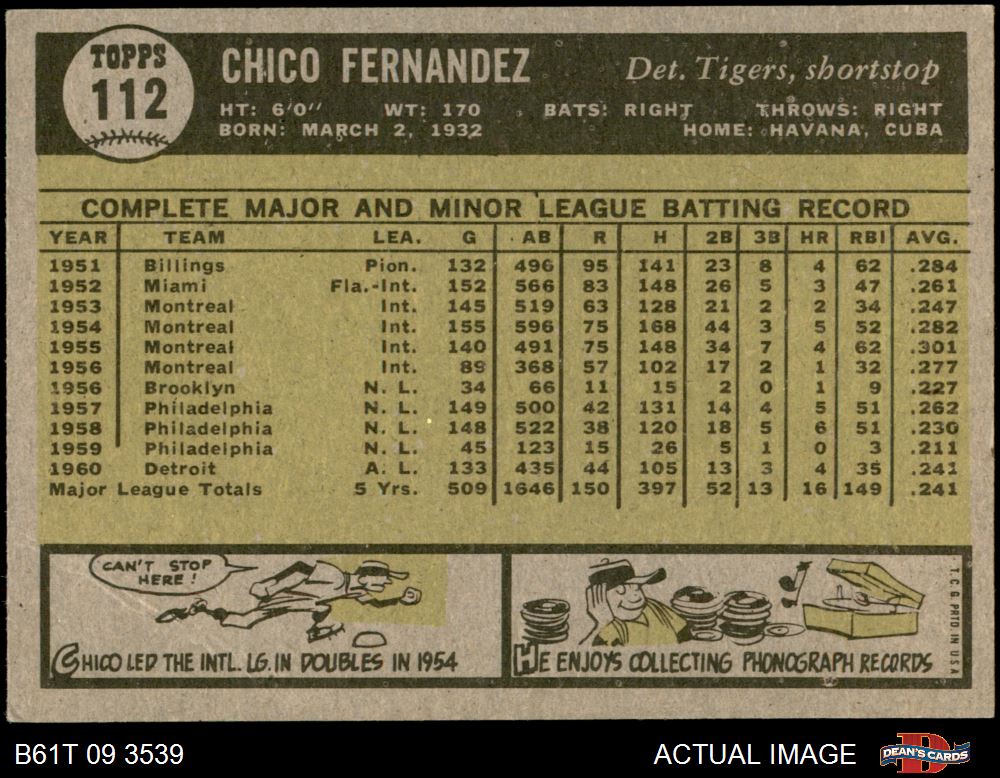 TOPPS
112
CHICO FERNANDEZ Det. Tigers, shortstop
HT: 6'0" WT: 170 BATS: RIGHT THROWS: RIGHT
BORN: MARCH 2, 1932 HOME: HAVANA, CUBA
COMPLETE MAJOR AND MINOR LEAGUE BATTING RECORD
YEAR TEAM LEA. G AB R H 2B 3B HR RBI AVG.
1951 Billings Pion. 132 496 95 141 23 8 4 62 .284
1952 Miami Fla.-Int. 152 566 83 148 26 5 3 47 .261
1953 Montreal Int. 145 519 63 128 21 2 2 34 .247
1954 Montreal Int. 155 596 75 168 44 3 5 52 .282
1955 Montreal Int. 140 491 75 148 34 7 4 62 .301
1956 Montreal Int. 89 368 57 102 17 2 1 32 .277
1956 Brooklyn N. L. 34 66 11 15 2 0 1 9 .227
1957 Philadelphia N. L. 149 500 42 131 14 4 5 51 .262
1958 Philadelphia N. L. 148 522 38 120 18 5 6 51 .230
1959 Philadelphia N. L. 45 123 15 26 5 1 0 3 .211
1960 Detroit A. L. 133 435 44 105 13 3 4 35 .241
Major League Totals 5 Yrs. 509 1646 150 397 52 13 16 149 .241
CAN'T STOP
HERE!
CHICO LED THE INTL. LG. IN DOUBLES IN 1954
HE ENJOYS COLLECTING PHONOGRAPH RECORDS
T. C. G. PRTD IN U.S.A.
B61T 09 3539 ACTUAL IMAGE
DEAN'S CARDS